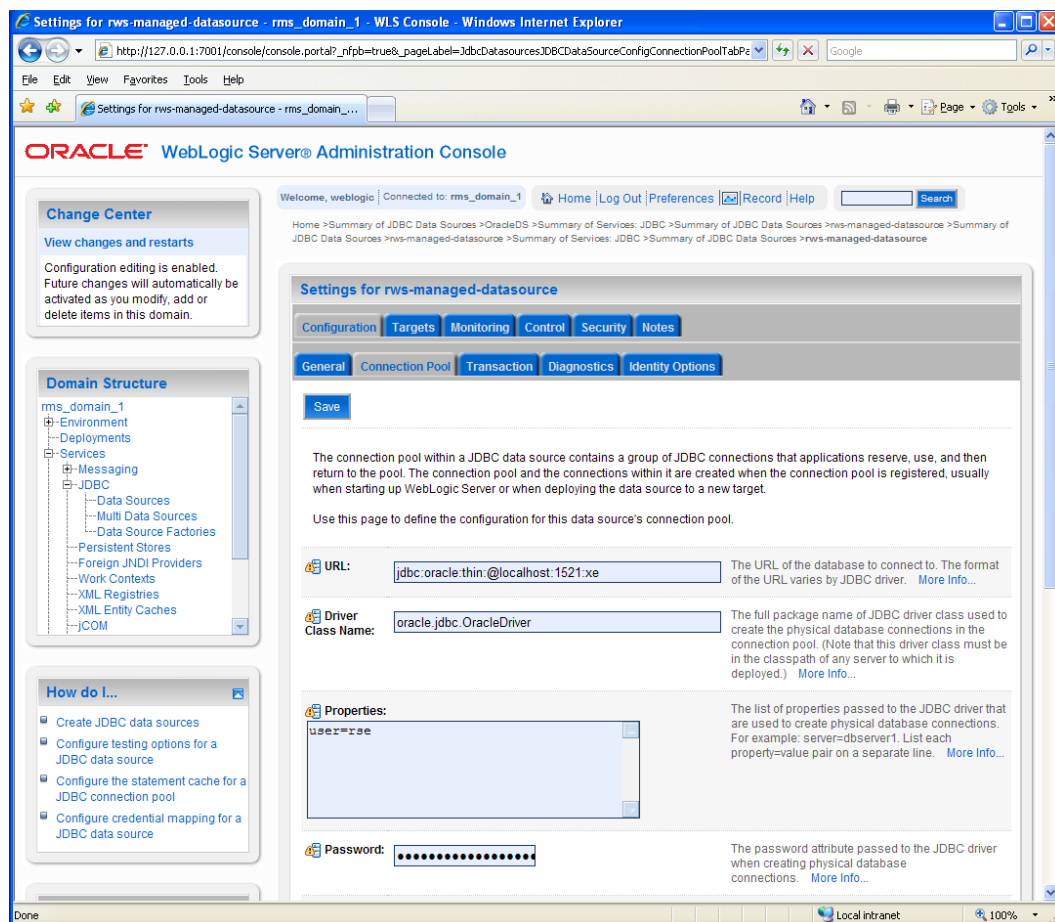 Settings for rws-managed-datasource - rms_domain_1 - WLS Console - Windows Internet Explorer
http://127.0.0.1:7001/console/console.portal?_nfpb=true&_pageLabel=JdbcDatasourcesJDBCDataSourceConfigConnectionPoolTabPa
Google
File Edit View Favorites Tools Help
Settings for rws-managed-datasource - rms_domain_...
Page Tools »
ORACLE® WebLogic Server® Administration Console
Change Center
View changes and restarts
Configuration editing is enabled.
Future changes will automatically be
activated as you modify, add or
delete items in this domain.
Domain Structure
rms_domain_1
Environment
Deployments
Services
Messaging
JDBC
Data Sources
Multi Data Sources
Data Source Factories
Persistent Stores
Foreign JNDI Providers
Work Contexts
XML Registries
XML Entity Caches
jCOM
How do I...
Create JDBC data sources
Configure testing options for a
JDBC data source
Configure the statement cache for a
JDBC connection pool
Configure credential mapping for a
JDBC data source
Welcome, weblogic Connected to: rms_domain_1 Home Log Out Preferences Record Help Search
Home >Summary of JDBC Data Sources >OracleDS >Summary of Services: JDBC >Summary of JDBC Data Sources >rws-managed-datasource >Summary of
JDBC Data Sources >rws-managed-datasource >Summary of Services: JDBC >Summary of JDBC Data Sources >rws-managed-datasource
Settings for rws-managed-datasource
Configuration Targets Monitoring Control Security Notes
General Connection Pool Transaction Diagnostics Identity Options
Save
The connection pool within a JDBC data source contains a group of JDBC connections that applications reserve, use, and then
return to the pool. The connection pool and the connections within it are created when the connection pool is registered, usually
when starting up WebLogic Server or when deploying the data source to a new target.
Use this page to define the configuration for this data source's connection pool.
URL:
jdbc:oracle:thin:@localhost:1521:xe
The URL of the database to connect to. The format
of the URL varies by JDBC driver. More Info...
Driver
Class Name:
oracle.jdbc.OracleDriver
The full package name of JDBC driver class used to
create the physical database connections in the
connection pool. (Note that this driver class must be
in the classpath of any server to which it is
deployed.) More Info...
Properties:
user=rse
The list of properties passed to the JDBC driver that
are used to create physical database connections.
For example: server=dbserver1. List each
property=value pair on a separate line. More Info...
Password:
●●●●●●●●●●●●●●●●●●
The password attribute passed to the JDBC driver
when creating physical database
connections. More Info...
Done
Local intranet
100%